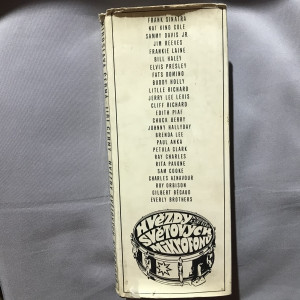 FRANK SINATRA
NAT KING COLE
SAMMY DAVIS JR.
JIM REEVES
FRANKIE LAINE
BILL HALEY
ELVIS PRESLEY
FATS DOMINO
BUDDY HOLLY
LITTLE RICHARD
JERRY LEE LEWIS
CLIFF RICHARD
EDITH PIAF
CHUCK BERRY
JOHNNY HALLYDAY
BRENDA LEE
PAUL ANKA
PETULA CLARK
RAY CHARLES
RITA PAVONE
SAM COOKE
CHARLES AZNAVOUR
ROY ORBISON
GILBERT BÉCAUD
EVERLY BROTHERS
HVĚZDY
SVĚTOVÝCH
MIKROFONŮ